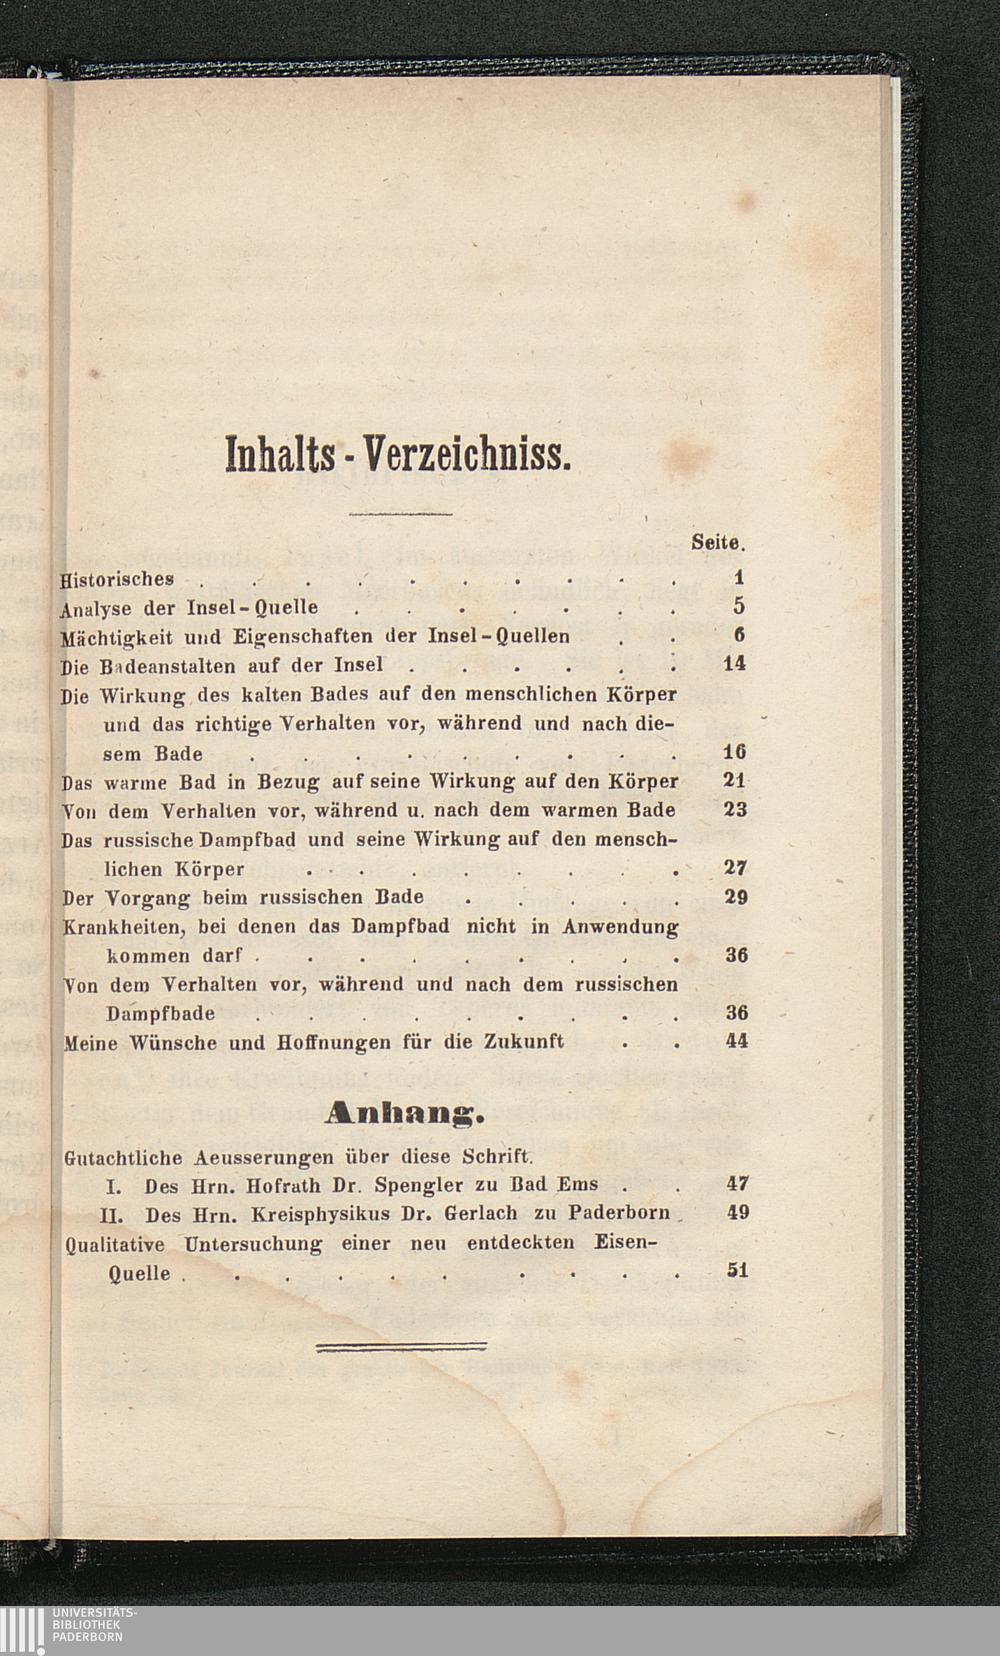 Inhalts-Verzeichniss.
Seite.
Historisches . . . . . . . . . . 1
Analyse der Insel-Quelle . . . . . . . 5
Mächtigkeit und Eigenschaften der Insel-Quellen . . 6
Die Badeanstalten auf der Insel . . . . . . 14
Die Wirkung des kalten Bades auf den menschlichen Körper
und das richtige Verhalten vor, während und nach die-
sem Bade . . . . . . . . 16
Das warme Bad in Bezug auf seine Wirkung auf den Körper 21
Von dem Verhalten vor, während u. nach dem warmen Bade 23
Das russische Dampfbad und seine Wirkung auf den mensch-
lichen Körper . . . . . . . . 27
Der Vorgang beim russischen Bade . . . . . 29
Krankheiten, bei denen das Dampfbad nicht in Anwendung
kommen darf . . . . . . . . . 36
Von dem Verhalten vor, während und nach dem russischen
Dampfbade . . . . . . . . . 36
Meine Wünsche und Hoffnungen für die Zukunft . . 44
Anhang.
Gutachtliche Aeusserungen über diese Schrift.
I. Des Hrn. Hofrath Dr. Spengler zu Bad Ems . . 47
II. Des Hrn. Kreisphysikus Dr. Gerlach zu Paderborn . 49
Qualitative Untersuchung einer neu entdeckten Eisen-
Quelle . . . . . . . . . . 51
UNIVERSITÄTS-
BIBLIOTHEK
PADERBORN